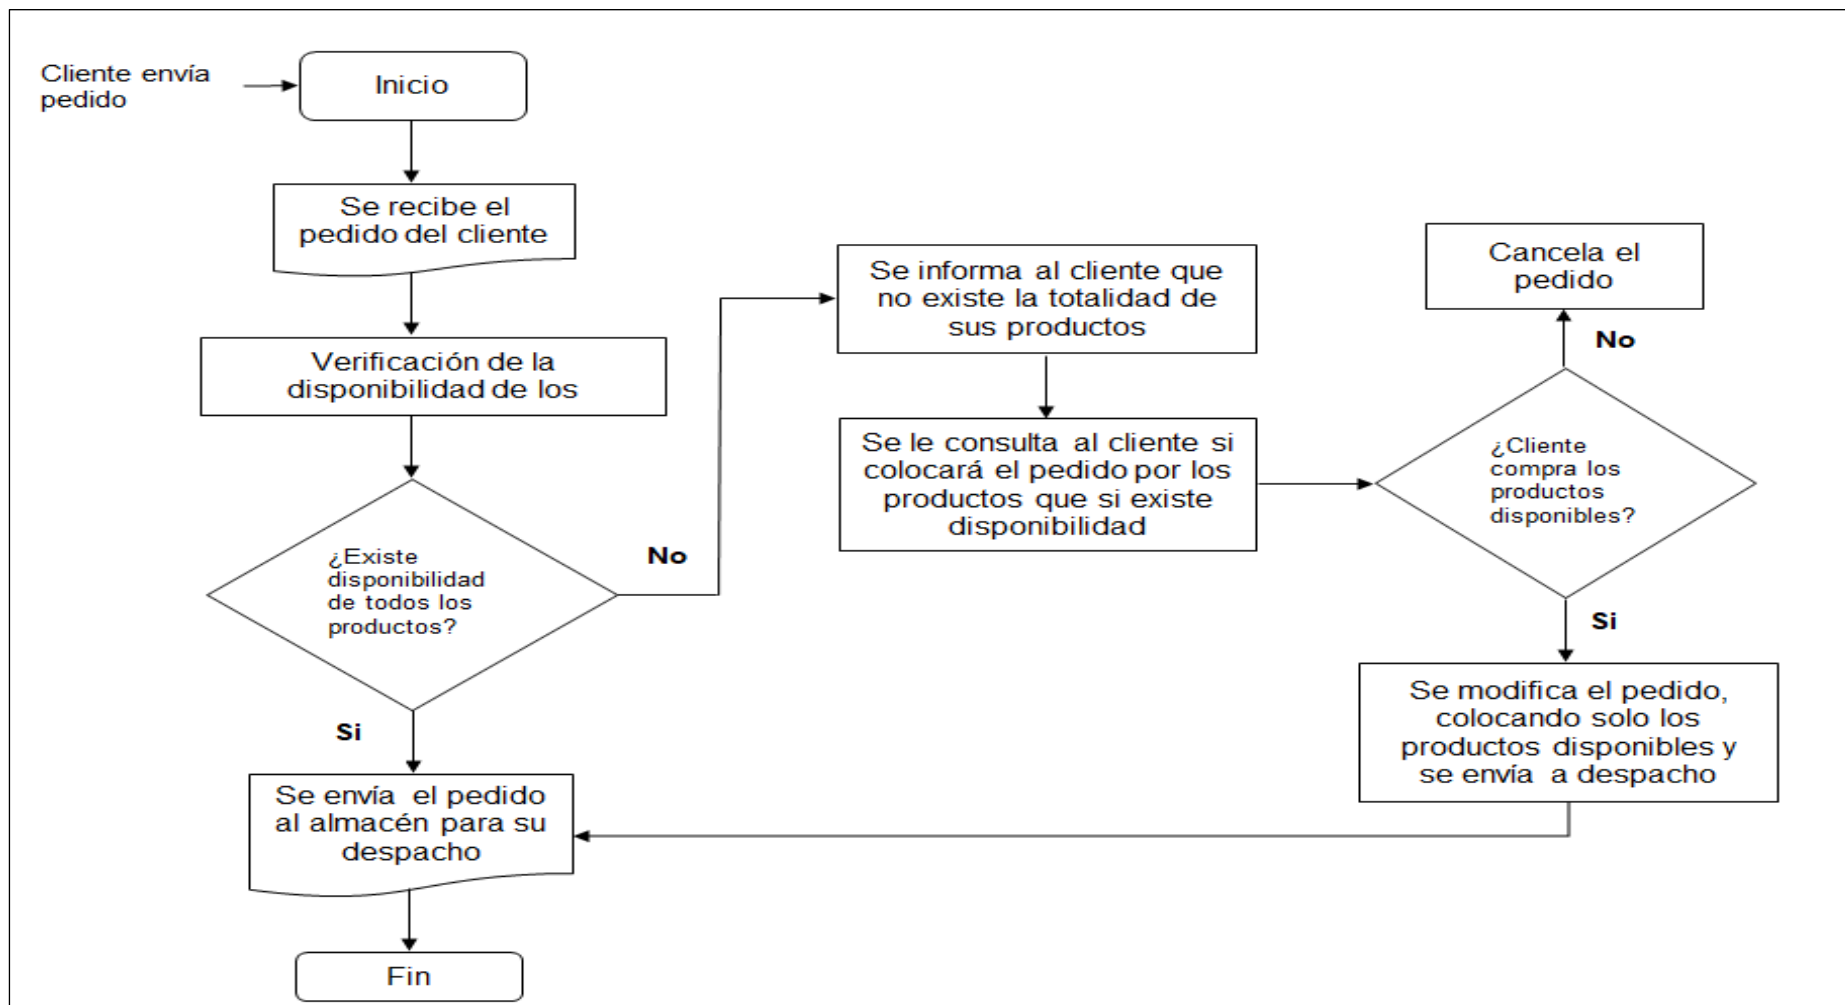 Cliente envía
pedido
Inicio
Se recibe el
pedido del cliente
Verificación de la
disponibilidad de los
¿Existe
disponibilidad
de todos los
productos?
No
Si
Se envía el pedido
al almacén para su
despacho
Fin
Se informa al cliente que
no existe la totalidad de
sus productos
Se le consulta al cliente si
colocará el pedido por los
productos que si existe
disponibilidad
¿Cliente
compra los
productos
disponibles?
No
Cancela el
pedido
Si
Se modifica el pedido,
colocando solo los
productos disponibles y
se envía a despacho